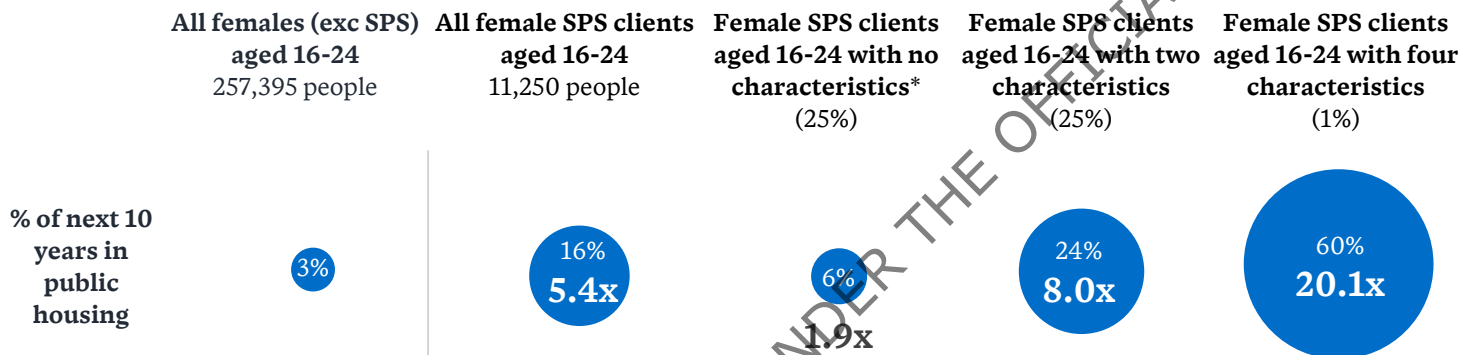 All females (exc SPS)
aged 16-24
257,395 people
All female SPS clients
aged 16-24
11,250 people
Female SPS clients
aged 16-24 with no
characteristics*
(25%)
Female SPS clients
aged 16-24 with two
characteristics
(25%)
Female SPS clients
aged 16-24 with four
characteristics
(1%)
% of next 10
years in
public
housing
3%
16%
5.4x
6%
1.9x
24%
8.0x
60%
20.1x
NDER THE OFFICIA